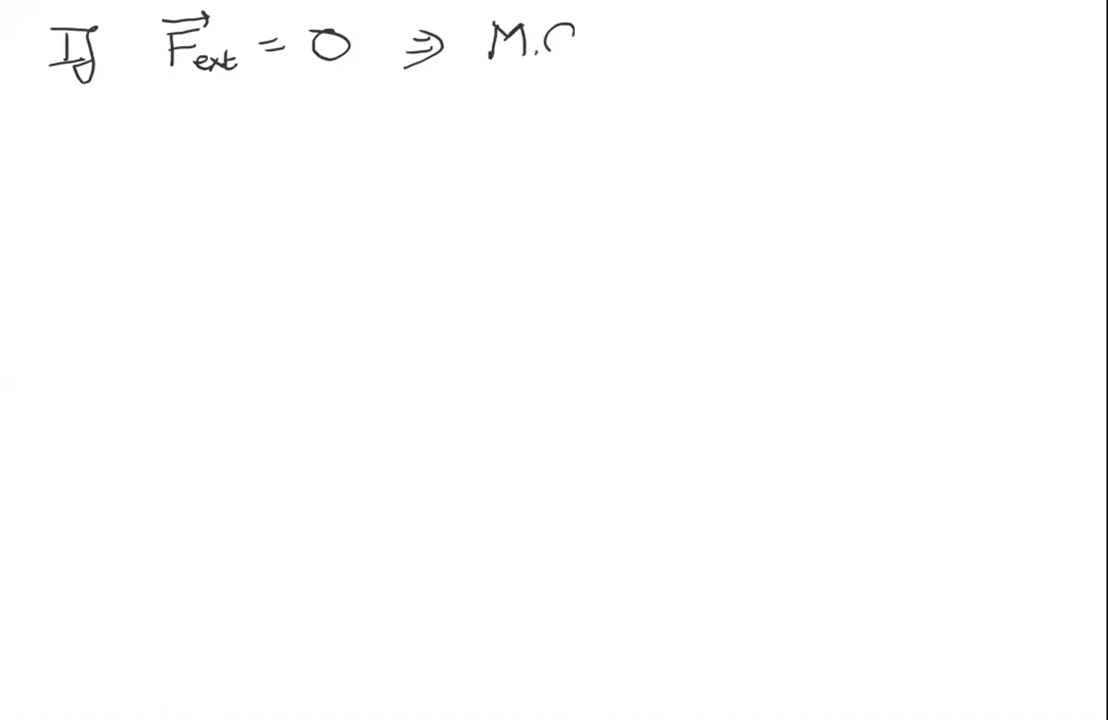 If F⃗ext = 0 ⇒ M.C